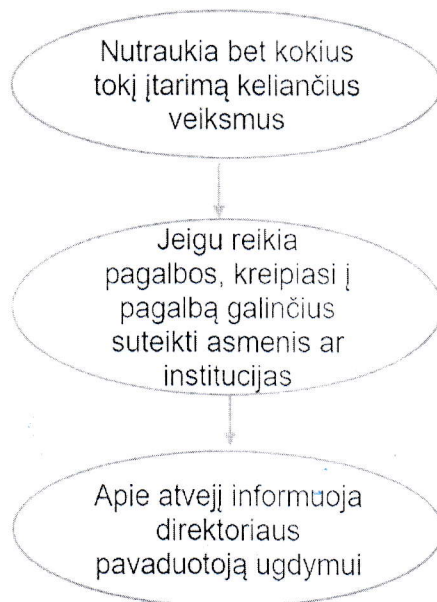 Nutraukia bet kokius
tokį įtarimą keliančius
veiksmus
Jeigu reikia
pagalbos, kreipiasi į
pagalbą galinčius
suteikti asmenis ar
institucijas
Apie atvejį informuoja
direktoriaus
pavaduotoją ugdymui